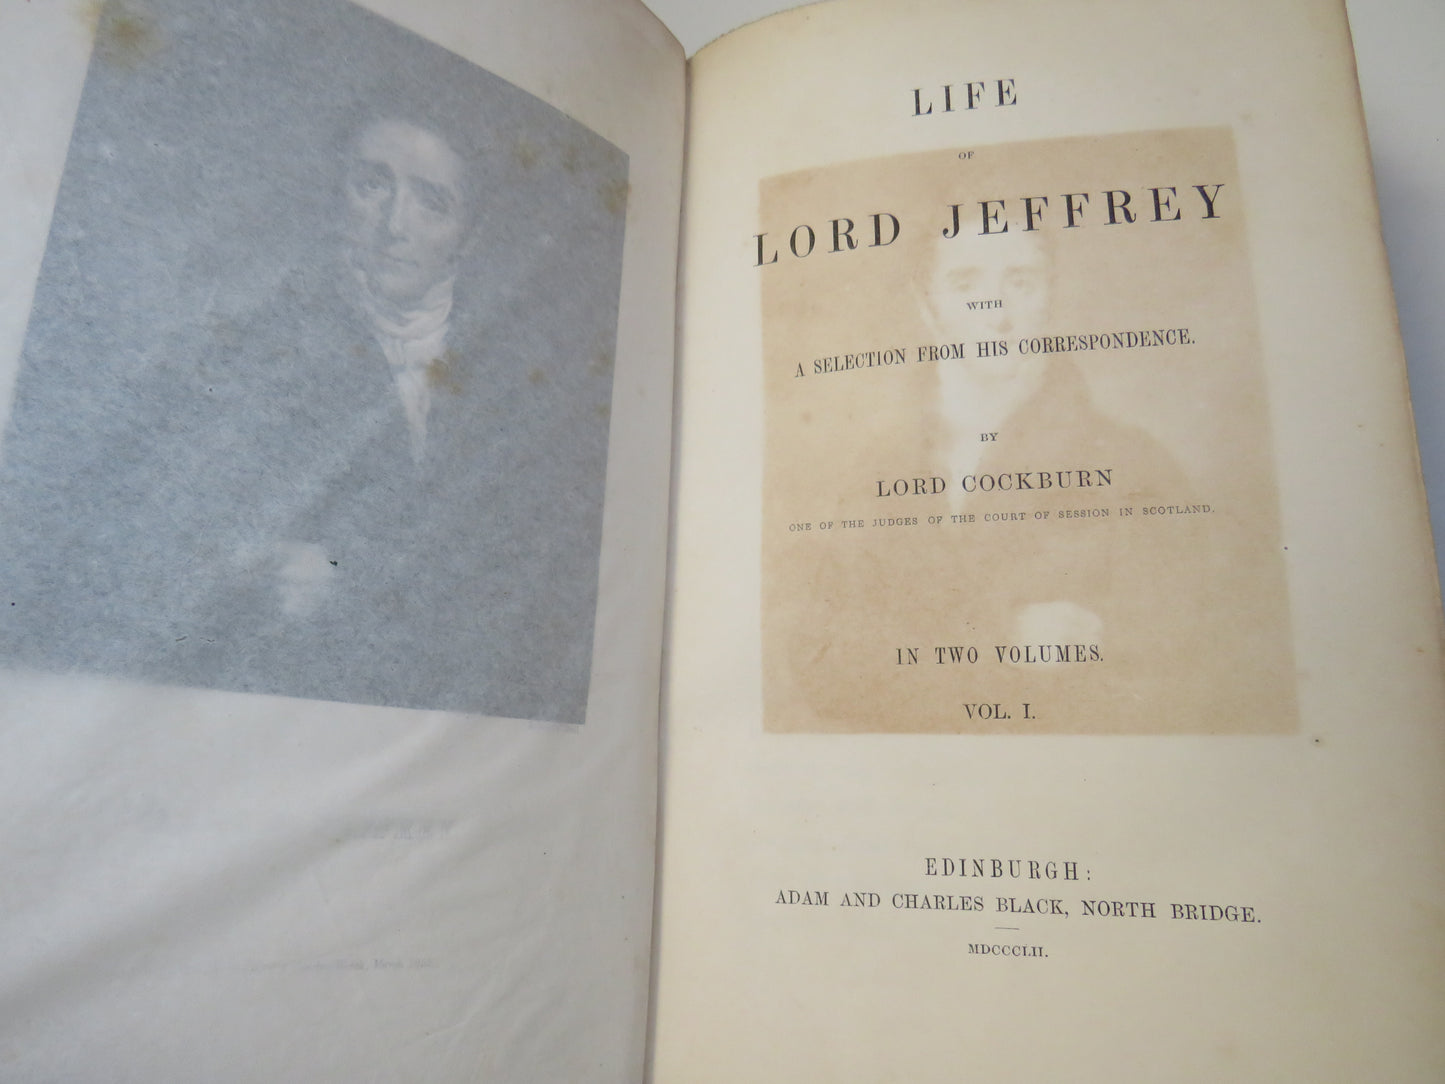 LIFE
OF
LORD JEFFREY
WITH
A SELECTION FROM HIS CORRESPONDENCE.
BY
LORD COCKBURN
ONE OF THE JUDGES OF THE COURT OF SESSION IN SCOTLAND.
IN TWO VOLUMES.
VOL. I.
EDINBURGH:
ADAM AND CHARLES BLACK, NORTH BRIDGE.
MDCCCLII.